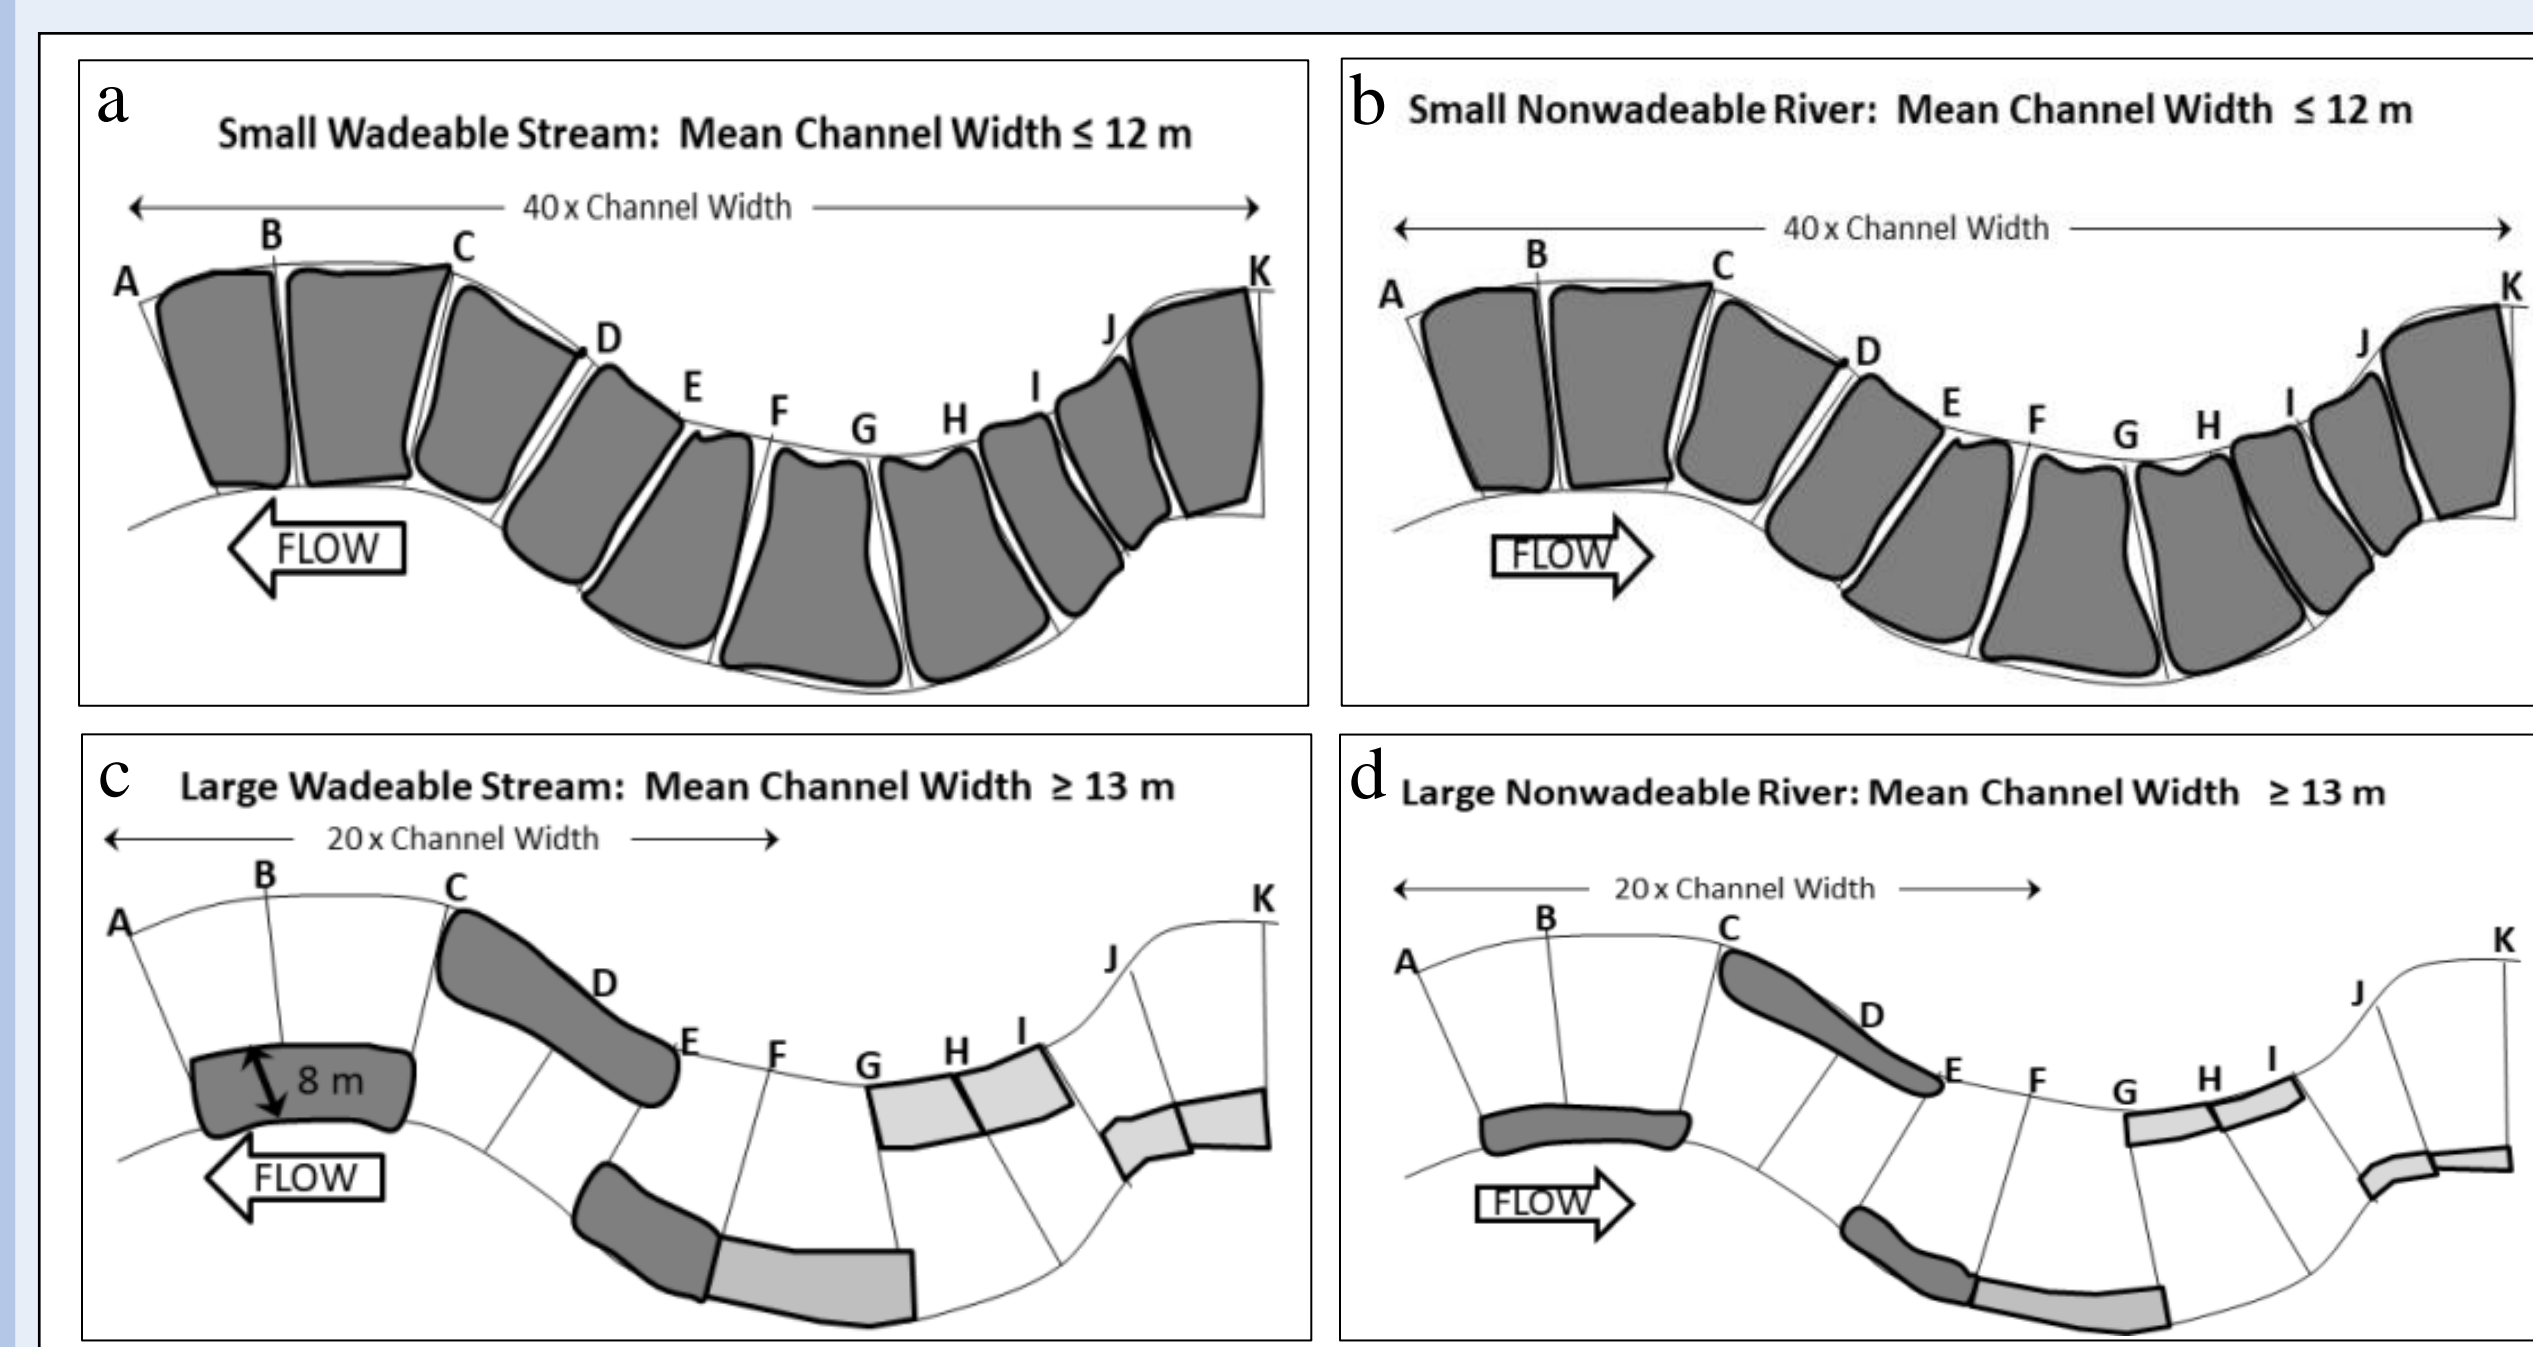 a
Small Wadeable Stream: Mean Channel Width ≤ 12 m
40 x Channel Width
A
B
C
D
E
F
G
H
I
J
K
FLOW
b
Small Nonwadeable River: Mean Channel Width ≤ 12 m
40 x Channel Width
A
B
C
D
E
F
G
H
I
J
K
FLOW
c
Large Wadeable Stream: Mean Channel Width ≥ 13 m
20 x Channel Width
A
B
C
D
E
F
G
H
I
J
K
8 m
FLOW
d
Large Nonwadeable River: Mean Channel Width ≥ 13 m
20 x Channel Width
A
B
C
D
E
F
G
H
I
J
K
FLOW